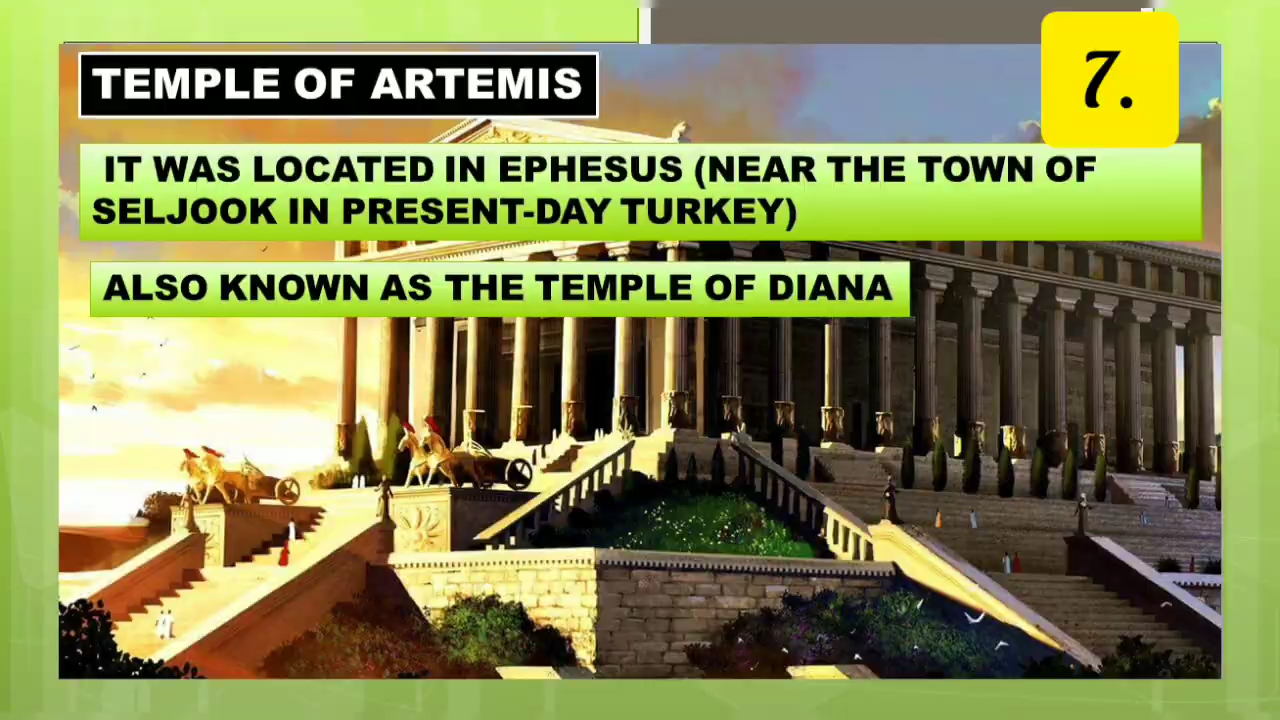 TEMPLE OF ARTEMIS
7.
IT WAS LOCATED IN EPHESUS (NEAR THE TOWN OF
SELJOOK IN PRESENT-DAY TURKEY)
ALSO KNOWN AS THE TEMPLE OF DIANA